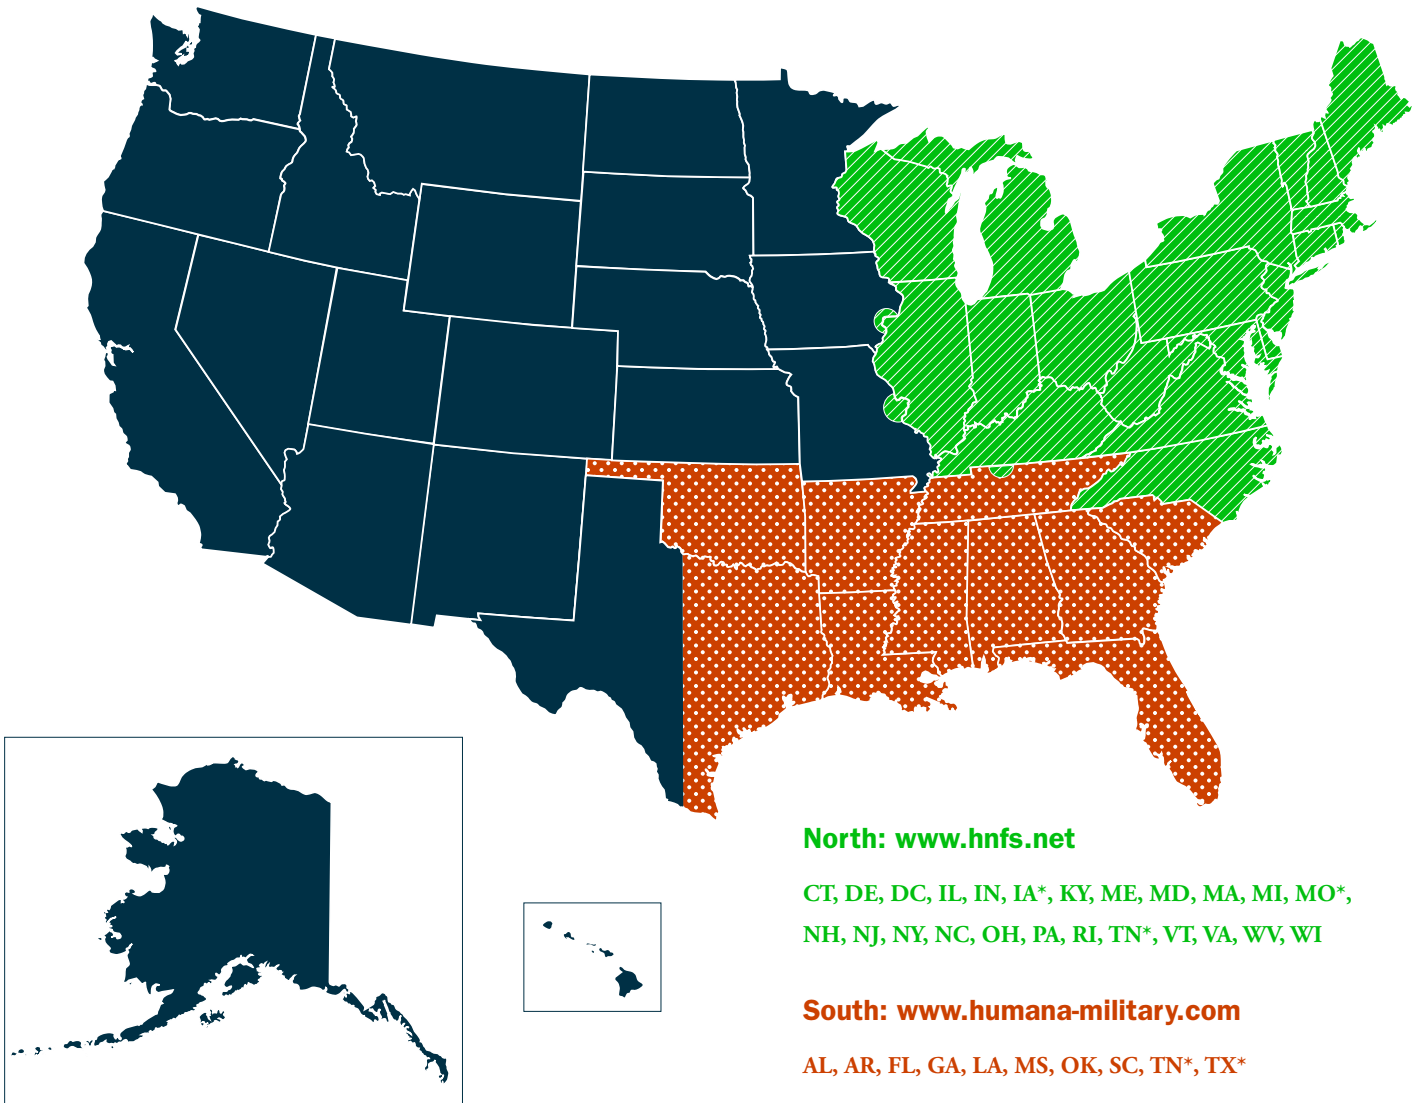 North: www.hnfs.net
CT, DE, DC, IL, IN, IA*, KY, ME, MD, MA, MI, MO*,
NH, NJ, NY, NC, OH, PA, RI, TN*, VT, VA, WV, WI
South: www.humana-military.com
AL, AR, FL, GA, LA, MS, OK, SC, TN*, TX*